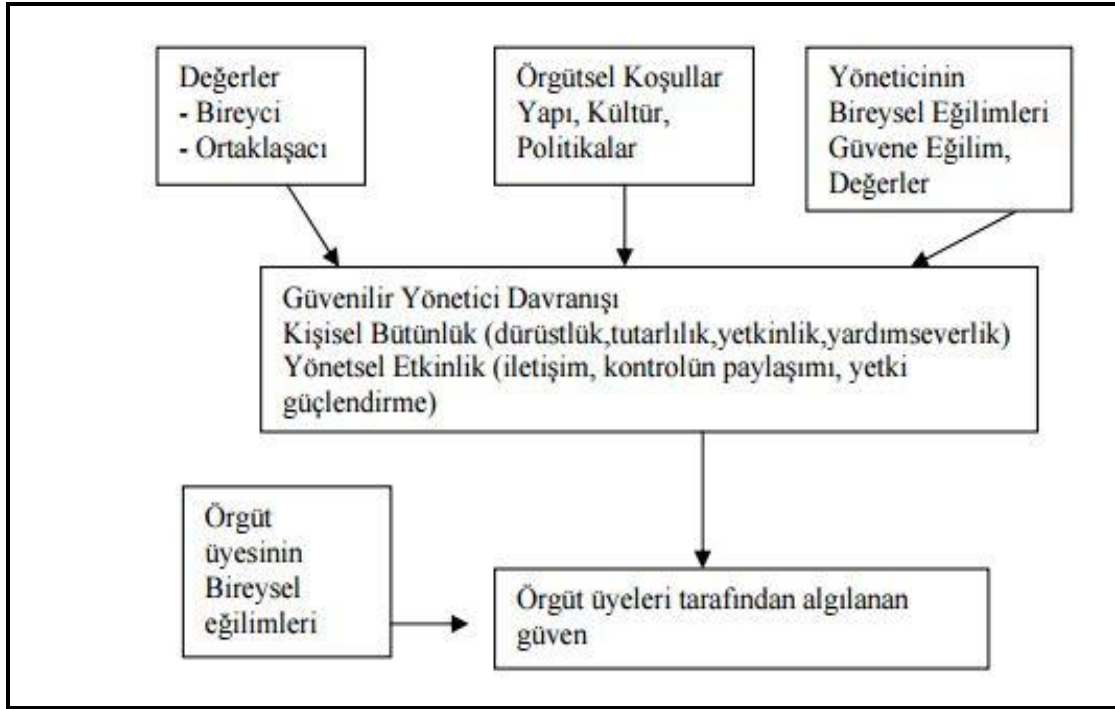 Değerler
- Bireyci
- Ortaklaşacı
Örgütsel Koşullar
Yapı, Kültür,
Politikalar
Yöneticinin
Bireysel Eğilimleri
Güvene Eğilim,
Değerler
Güvenilir Yönetici Davranışı
Kişisel Bütünlük (dürüstlük,tutarlılık,yetkinlik,yardımseverlik)
Yönetsel Etkinlik (iletişim, kontrolün paylaşımı, yetki
güçlendirme)
Örgüt
üyesinin
Bireysel
eğilimleri
Örgüt üyeleri tarafından algılanan
güven